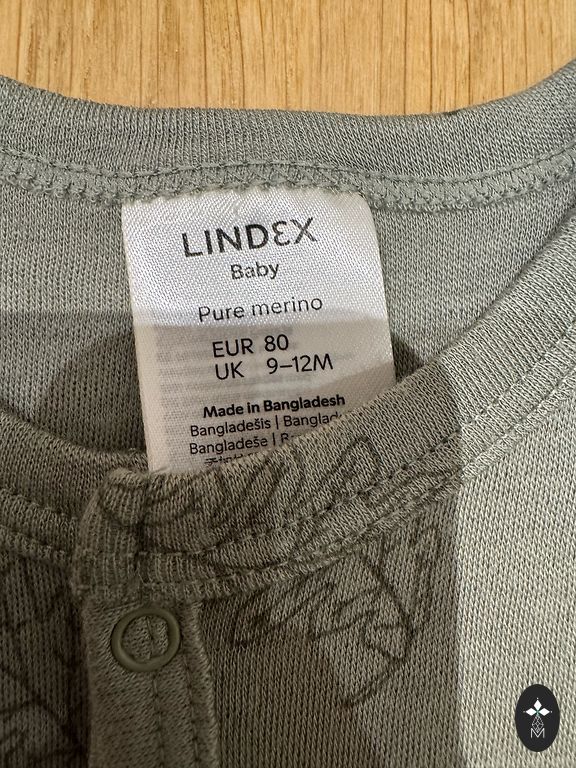 LINDEX
Baby
Pure merino
EUR 80
UK 9–12M
Made in Bangladesh
Bangladešis | Banglad
Bangladeše |
M